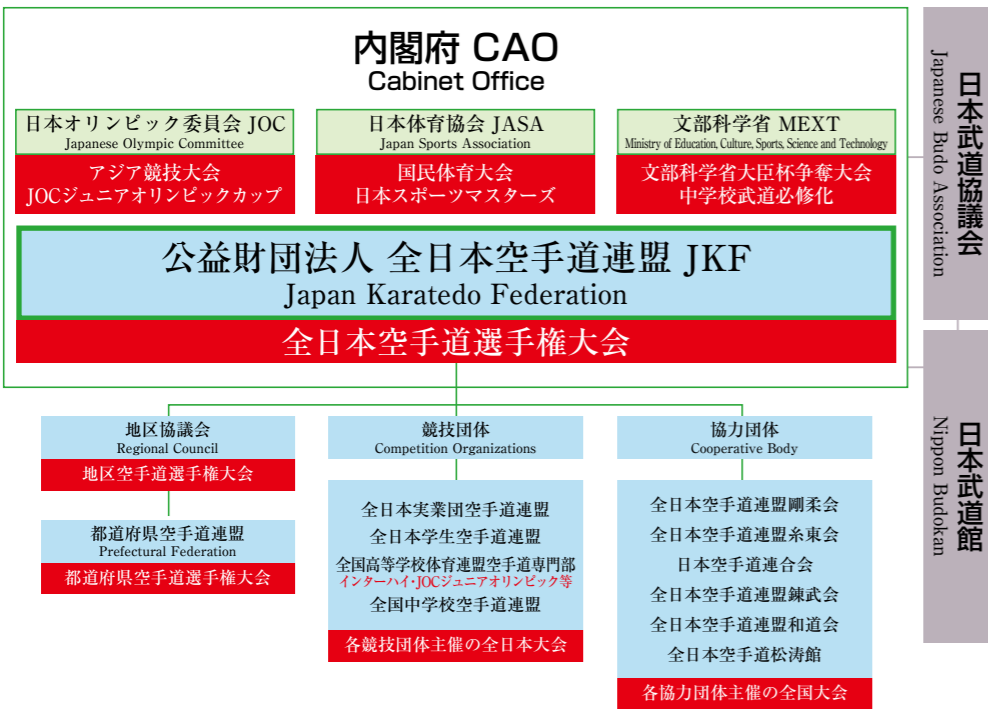 内閣府 CAO
Cabinet Office
日本オリンピック委員会 JOC
Japanese Olympic Committee
アジア競技大会
JOCジュニアオリンピックカップ
日本体育協会 JASA
Japan Sports Association
国民体育大会
日本スポーツマスターズ
文部科学省 MEXT
Ministry of Education, Culture, Sports, Science and Technology
文部科学省大臣杯争奪大会
中学校武道必修化
公益財団法人 全日本空手道連盟 JKF
Japan Karatedo Federation
全日本空手道選手権大会
地区協議会
Regional Council
地区空手道選手権大会
都道府県空手道連盟
Prefectural Federation
都道府県空手道選手権大会
競技団体
Competition Organizations
全日本実業団空手道連盟
全日本学生空手道連盟
全国高等学校体育連盟空手道専門部
インターハイ・JOCジュニアオリンピック等
全国中学校空手道連盟
各競技団体主催の全日本大会
協力団体
Cooperative Body
全日本空手道連盟剛柔会
全日本空手道連盟糸東会
日本空手道連合会
全日本空手道連盟錬武会
全日本空手道連盟和道会
全日本空手道松涛館
各協力団体主催の全国大会
日本武道協議会
Japanese Budo Association
日本武道館
Nippon Budokan